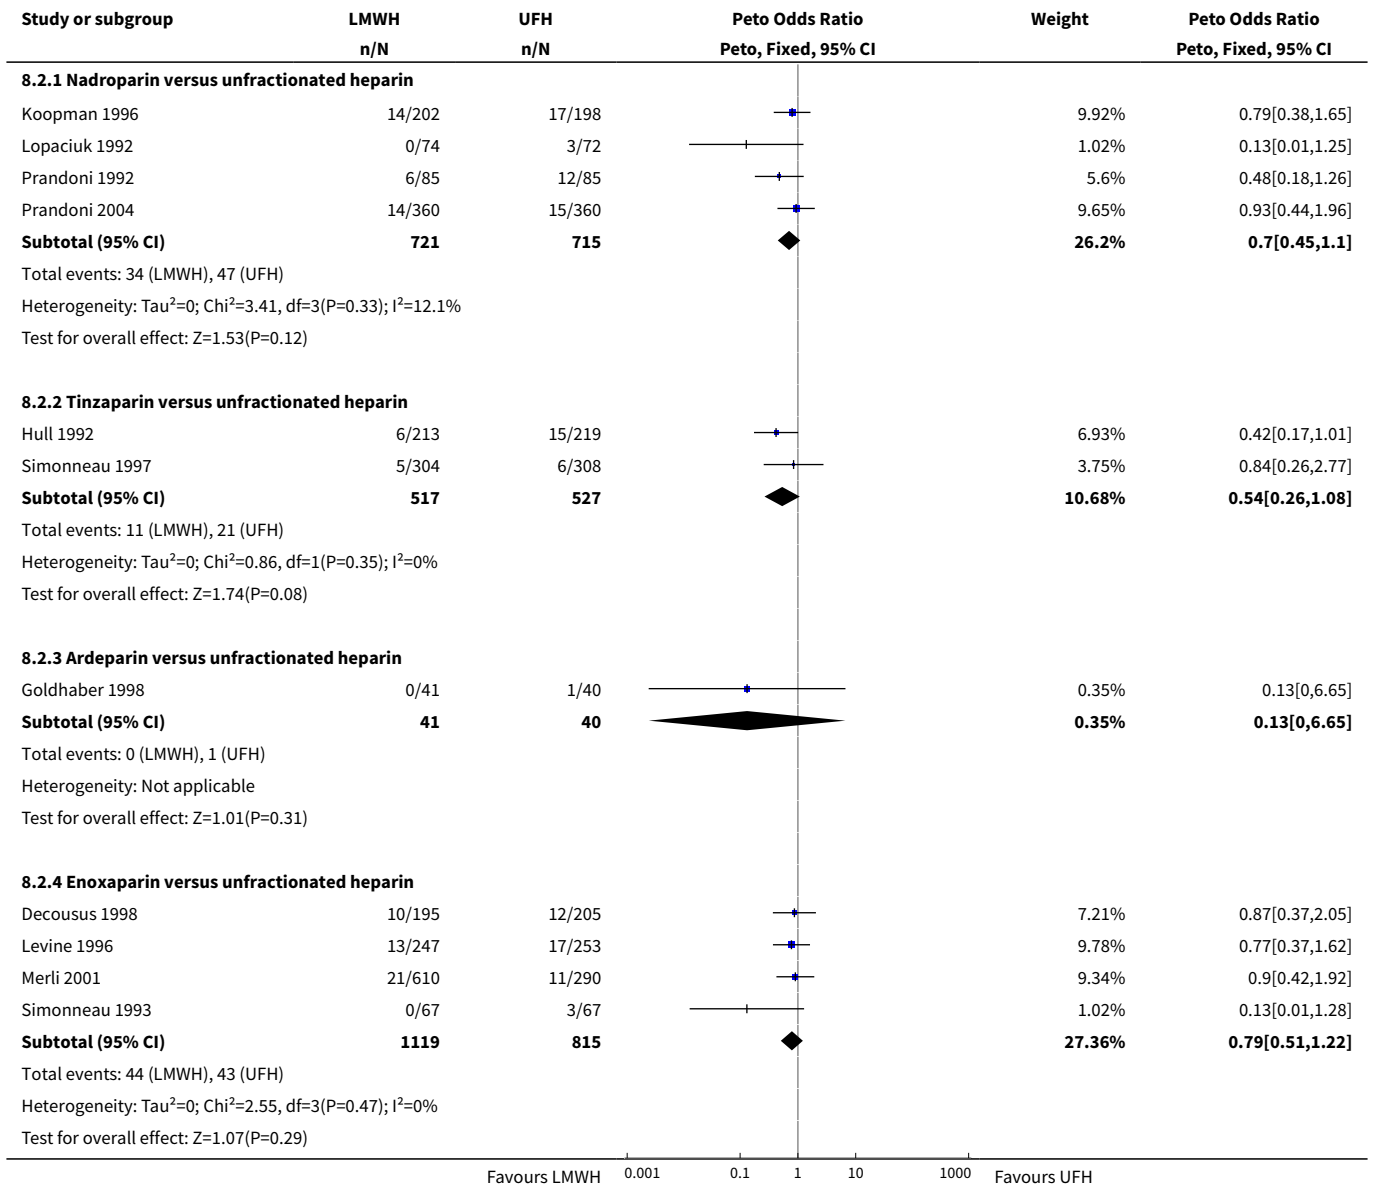 Study or subgroup LMWH UFH Peto Odds Ratio Weight Peto Odds Ratio
n/N n/N Peto, Fixed, 95% CI Peto, Fixed, 95% CI
8.2.1 Nadroparin versus unfractionated heparin
Koopman 1996 14/202 17/198 9.92% 0.79[0.38,1.65]
Lopaciuk 1992 0/74 3/72 1.02% 0.13[0.01,1.25]
Prandoni 1992 6/85 12/85 5.6% 0.48[0.18,1.26]
Prandoni 2004 14/360 15/360 9.65% 0.93[0.44,1.96]
Subtotal (95% CI) 721 715 26.2% 0.7[0.45,1.1]
Total events: 34 (LMWH), 47 (UFH)
Heterogeneity: Tau²=0; Chi²=3.41, df=3(P=0.33); I²=12.1%
Test for overall effect: Z=1.53(P=0.12)
8.2.2 Tinzaparin versus unfractionated heparin
Hull 1992 6/213 15/219 6.93% 0.42[0.17,1.01]
Simonneau 1997 5/304 6/308 3.75% 0.84[0.26,2.77]
Subtotal (95% CI) 517 527 10.68% 0.54[0.26,1.08]
Total events: 11 (LMWH), 21 (UFH)
Heterogeneity: Tau²=0; Chi²=0.86, df=1(P=0.35); I²=0%
Test for overall effect: Z=1.74(P=0.08)
8.2.3 Ardeparin versus unfractionated heparin
Goldhaber 1998 0/41 1/40 0.35% 0.13[0,6.65]
Subtotal (95% CI) 41 40 0.35% 0.13[0,6.65]
Total events: 0 (LMWH), 1 (UFH)
Heterogeneity: Not applicable
Test for overall effect: Z=1.01(P=0.31)
8.2.4 Enoxaparin versus unfractionated heparin
Decousus 1998 10/195 12/205 7.21% 0.87[0.37,2.05]
Levine 1996 13/247 17/253 9.78% 0.77[0.37,1.62]
Merli 2001 21/610 11/290 9.34% 0.9[0.42,1.92]
Simonneau 1993 0/67 3/67 1.02% 0.13[0.01,1.28]
Subtotal (95% CI) 1119 815 27.36% 0.79[0.51,1.22]
Total events: 44 (LMWH), 43 (UFH)
Heterogeneity: Tau²=0; Chi²=2.55, df=3(P=0.47); I²=0%
Test for overall effect: Z=1.07(P=0.29)
Favours LMWH 0.001 0.1 1 10 1000 Favours UFH